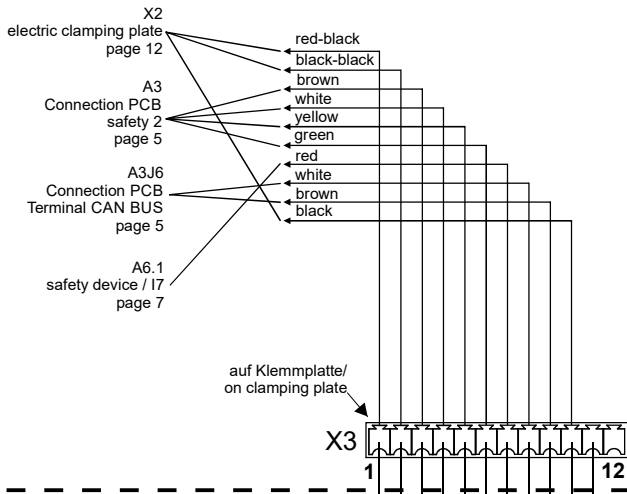 X2
electric clamping plate
page 12
A3
Connection PCB
safety 2
page 5
A3J6
Connection PCB
Terminal CAN BUS
page 5
A6.1
safety device / I7
page 7
red-black
black-black
brown
white
yellow
green
red
white
brown
black
auf Klemmplatte/
on clamping plate
X3
1
12